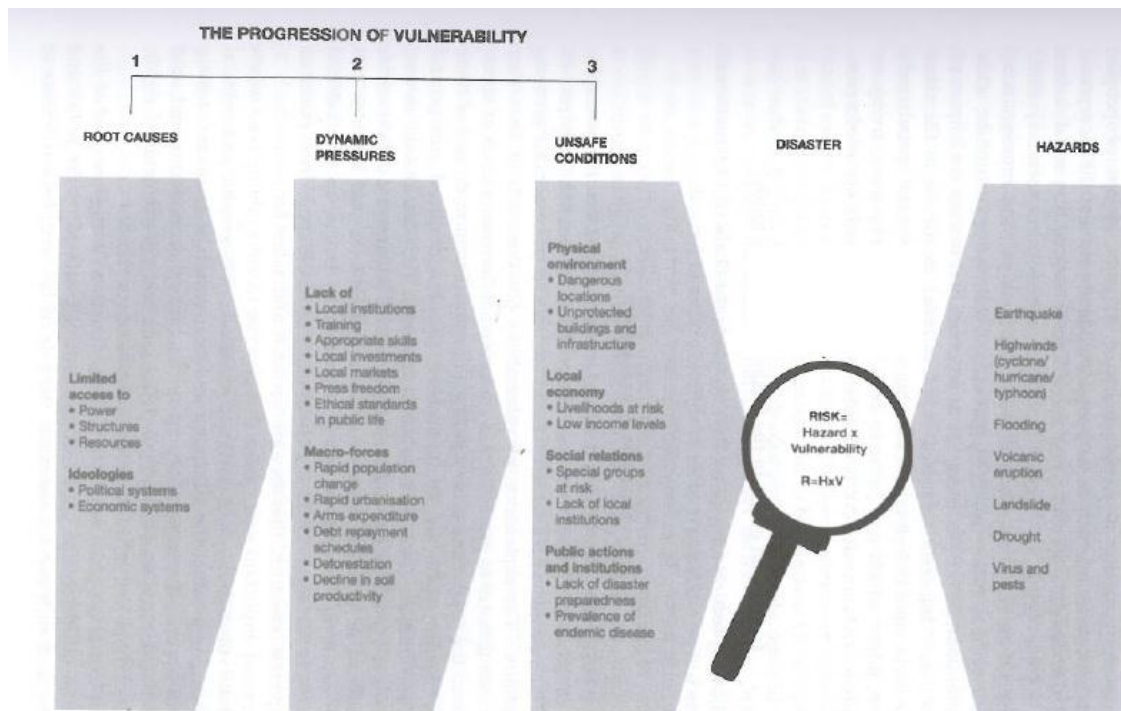 THE PROGRESSION OF VULNERABILITY
1
2
3
ROOT CAUSES
DYNAMIC
PRESSURES
UNSAFE
CONDITIONS
DISASTER
HAZARDS
Limited
access to
• Power
• Structures
• Resources
Ideologies
• Political systems
• Economic systems
Lack of
• Local institutions
• Training
• Appropriate skills
• Local investments
• Local markets
• Press freedom
• Ethical standards
in public life
Macro-forces
• Rapid population
change
• Rapid urbanisation
• Arms expenditure
• Debt repayment
schedules
• Deforestation
• Decline in soil
productivity
Physical
environment
• Dangerous
locations
• Unprotected
buildings and
infrastructure
Local
economy
• Livelihoods at risk
• Low income levels
Social relations
• Special groups
at risk
• Lack of local
institutions
Public actions
and institutions
• Lack of disaster
preparedness
• Prevalence of
endemic disease
RISK=
Hazard x
Vulnerability
R=HxV
Earthquake
Highwinds
(cyclone/
hurricane/
typhoon)
Flooding
Volcanic
eruption
Landslide
Drought
Virus and
pests